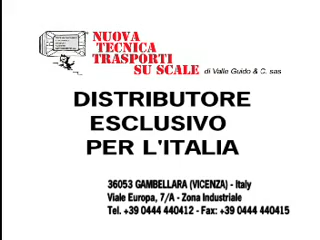 NUOVA
TECNICA
TRASPORTI
SU SCALE di Valle Guido & C. sas
DISTRIBUTORE
ESCLUSIVO
PER L'ITALIA
36053 GAMBELLARA (VICENZA) - Italy
Viale Europa, 7/A - Zona Industriale
Tel. +39 0444 440412 - Fax: +39 0444 440415